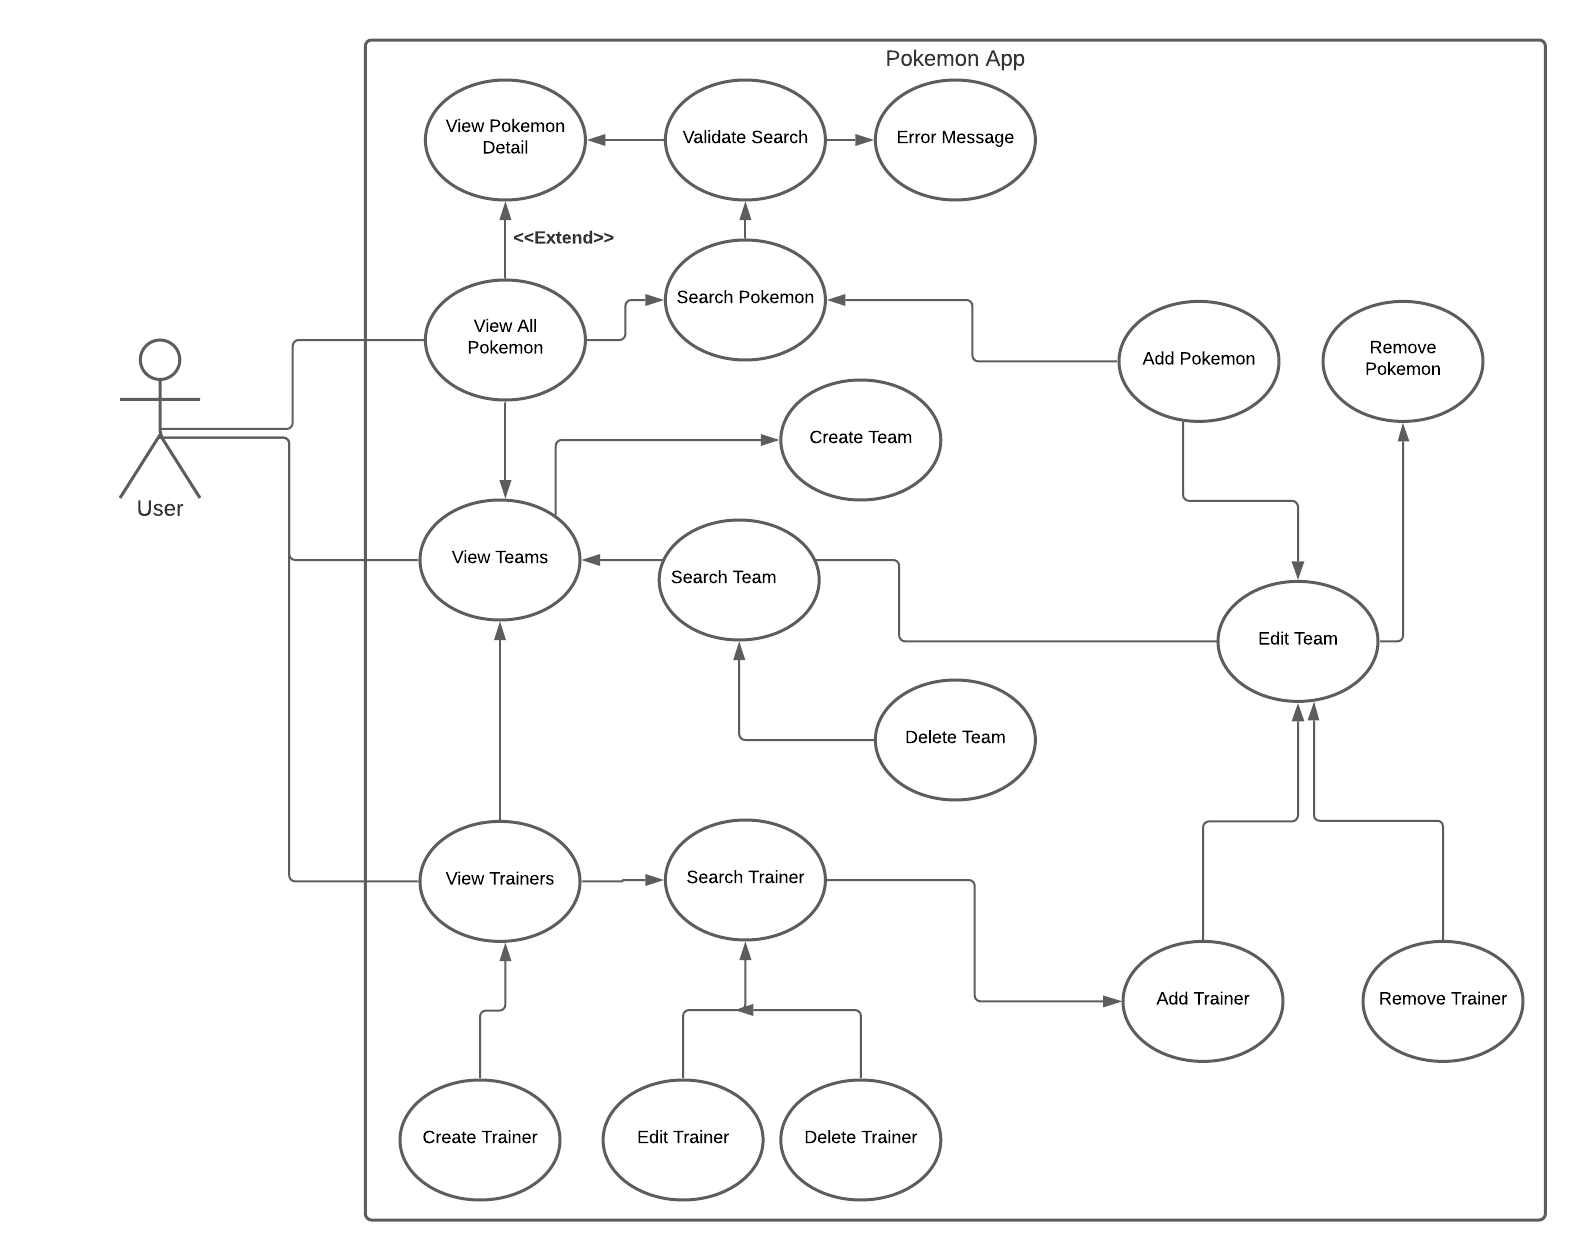 Pokemon App
View Pokemon
Detail
Validate Search
Error Message
<<Extend>>
Search Pokemon
View All
Pokemon
Add Pokemon
Remove
Pokemon
Create Team
User
View Teams
Search Team
Edit Team
Delete Team
View Trainers
Search Trainer
Add Trainer
Remove Trainer
Create Trainer
Edit Trainer
Delete Trainer